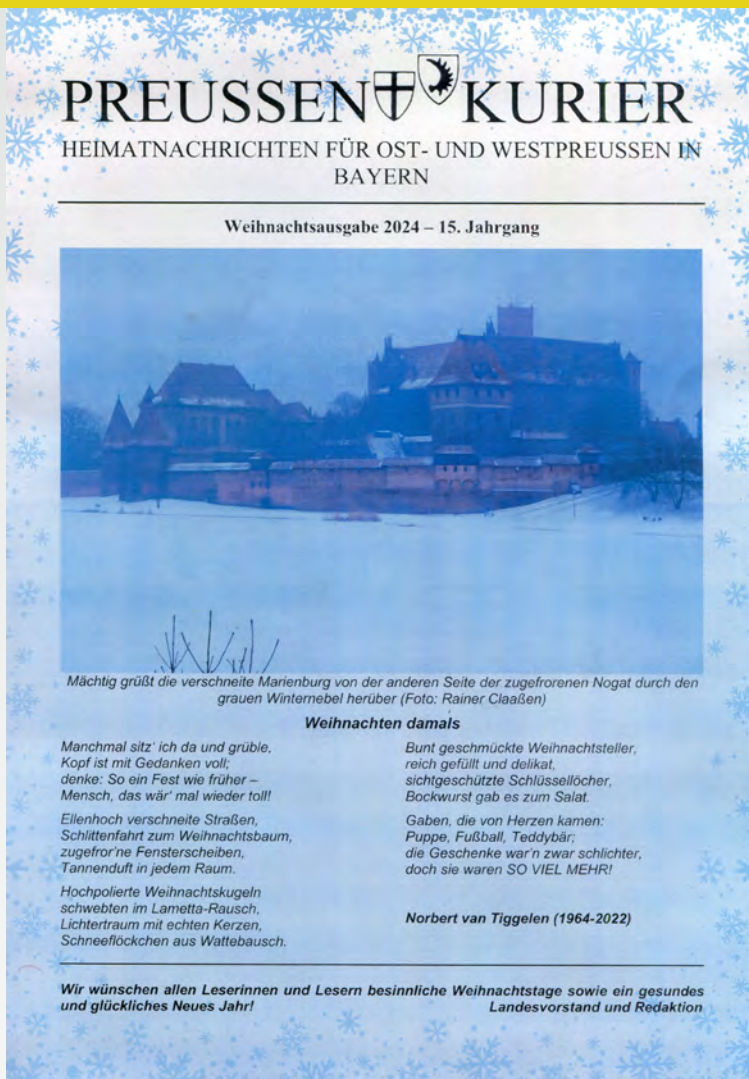 PREUSSEN KURIER
HEIMATNACHRICHTEN FÜR OST- UND WESTPREUSSEN IN
BAYERN
Weihnachtsausgabe 2024 – 15. Jahrgang
Mächtig grüßt die verschneite Marienburg von der anderen Seite der zugefrorenen Nogat durch den
grauen Winternebel herüber (Foto: Rainer Claaßen)
Weihnachten damals
Manchmal sitz' ich da und grüble,
Kopf ist mit Gedanken voll;
denke: So ein Fest wie früher –
Mensch, das wär' mal wieder toll!
Ellenhoch verschneite Straßen,
Schlittenfahrt zum Weihnachtsbaum,
zugefror'ne Fensterscheiben,
Tannenduft in jedem Raum.
Hochpolierte Weihnachtskugeln
schwebten im Lametta-Rausch,
Lichtertraum mit echten Kerzen,
Schneeflöckchen aus Wattebausch.
Bunt geschmückte Weihnachtsteller,
reich gefüllt und delikat,
sichtgeschützte Schlüssellöcher,
Bockwurst gab es zum Salat.
Gaben, die von Herzen kamen:
Puppe, Fußball, Teddybär;
die Geschenke war'n zwar schlichter,
doch sie waren SO VIEL MEHR!
Norbert van Tiggelen (1964-2022)
Wir wünschen allen Leserinnen und Lesern besinnliche Weihnachtstage sowie ein gesundes
und glückliches Neues Jahr! Landesvorstand und Redaktion